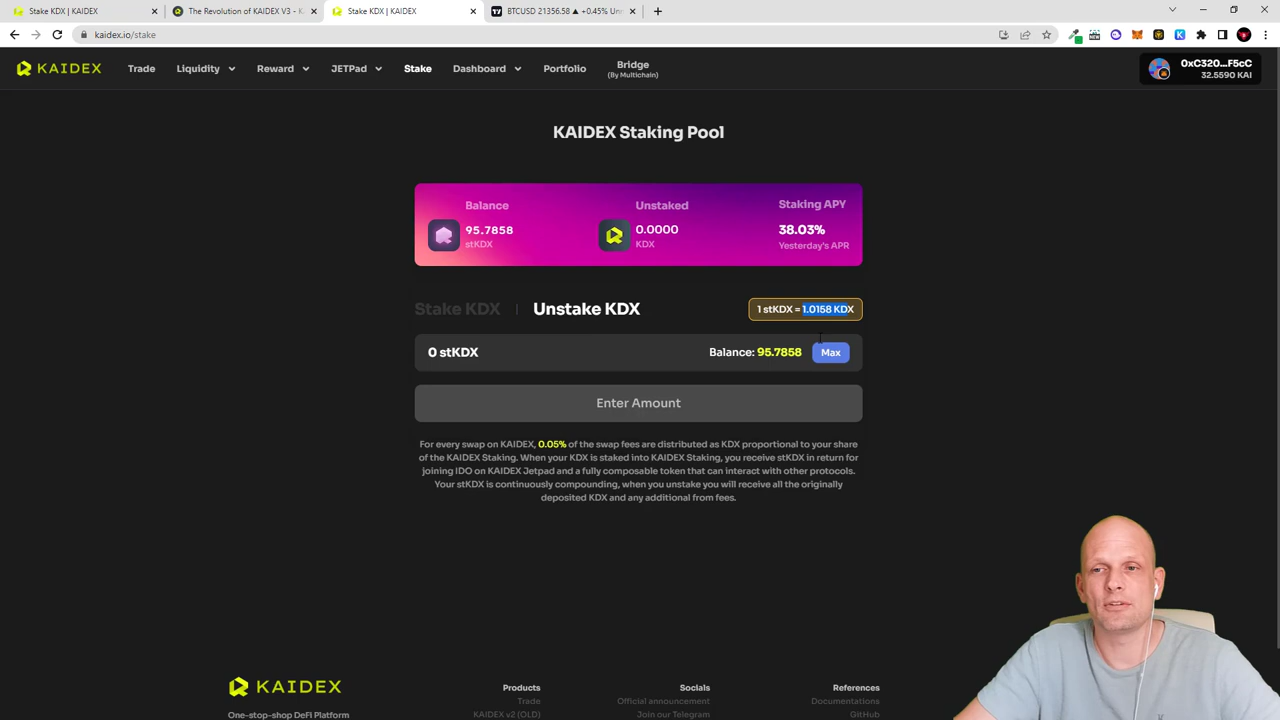 Stake KDX | KAIDEX
The Revolution of KAIDEX V3 - K
Stake KDX | KAIDEX
BTCUSD 21356.58 ▲ +0.45% Un
kaidex.io/stake
KAIDEX
Trade
Liquidity
Reward
JETPad
Stake
Dashboard
Portfolio
Bridge
(By Multichain)
0xC320...F5cC
32.5590 KAI
KAIDEX Staking Pool
Balance
95.7858
stKDX
Unstaked
0.0000
KDX
Staking APY
38.03%
Yesterday's APR
Stake KDX | Unstake KDX
1 stKDX = 1.0158 KDX
0 stKDX
Balance: 95.7858
Max
Enter Amount
For every swap on KAIDEX, 0.05% of the swap fees are distributed as KDX proportional to your share
of the KAIDEX Staking. When your KDX is staked into KAIDEX Staking, you receive stKDX in return for
joining IDO on KAIDEX Jetpad and a fully composable token that can interact with other protocols.
Your stKDX is continuously compounding, when you unstake you will receive all the originally
deposited KDX and any additional from fees.
KAIDEX
One-stop-shop DeFi Platform
Products
Trade
KAIDEX v2 (OLD)
Socials
Official announcement
Join our Telegram
References
Documentations
GitHub